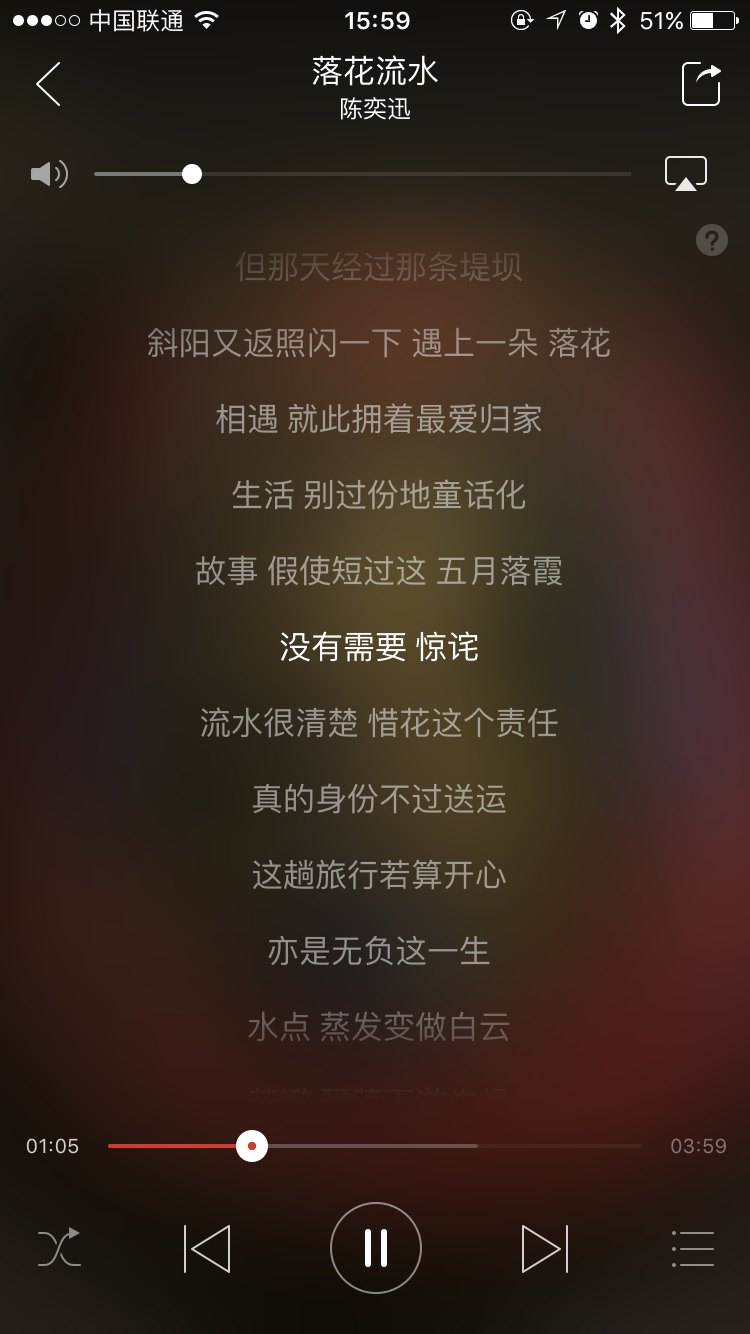 中国联通 15:59 51%
落花流水
陈奕迅
?
但那天经过那条堤坝
斜阳又返照闪一下 遇上一朵 落花
相遇 就此拥着最爱归家
生活 别过份地童话化
故事 假使短过这 五月落霞
没有需要 惊诧
流水很清楚 惜花这个责任
真的身份不过送运
这趟旅行若算开心
亦是无负这一生
水点 蒸发变做白云
01:05 03:59